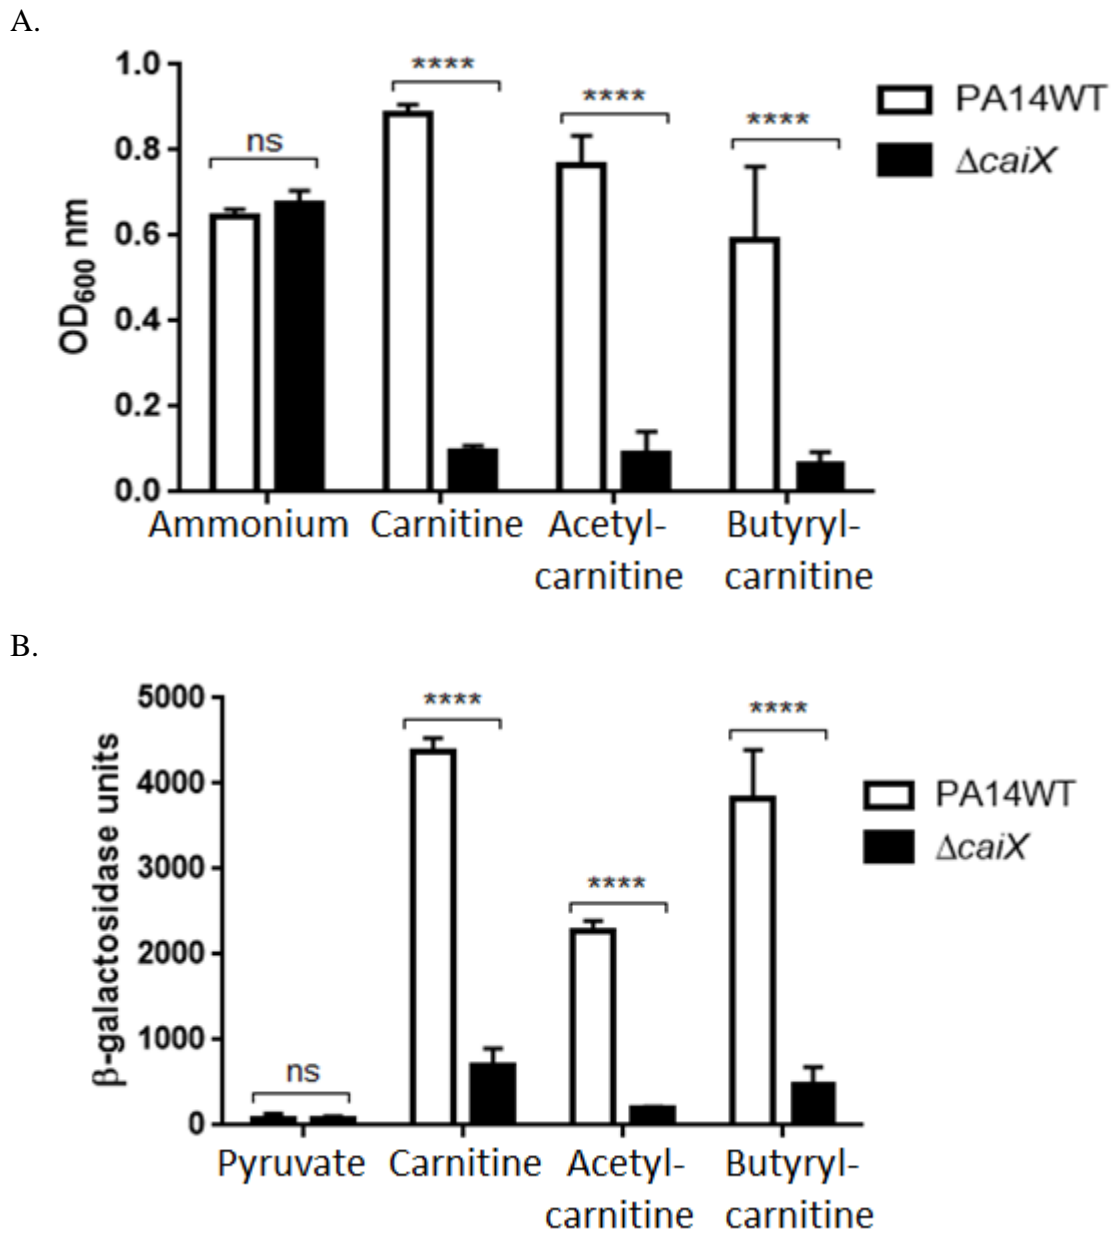 A.
1.0
0.8
0.6
0.4
0.2
0.0
OD600 nm
ns
****
****
****
PA14WT
ΔcaiX
Ammonium
Carnitine
Acetyl-
carnitine
Butyryl-
carnitine
B.
5000
4000
3000
2000
1000
0
β-galactosidase units
ns
****
****
****
PA14WT
ΔcaiX
Pyruvate
Carnitine
Acetyl-
carnitine
Butyryl-
carnitine